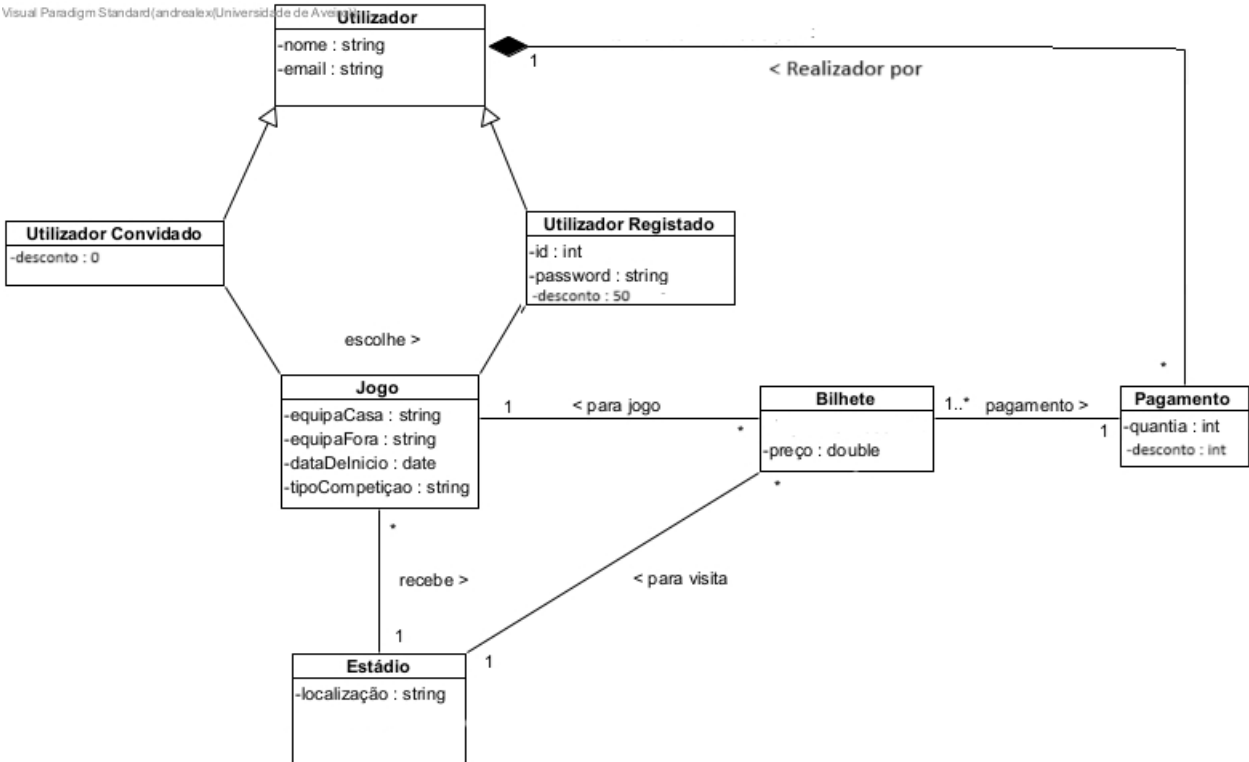 Visual Paradigm Standard(andrealex(Universidade de Aveiro))
Utilizador
-nome : string
-email : string
1
< Realizador por
Utilizador Convidado
-desconto : 0
Utilizador Registado
-id : int
-password : string
-desconto : 50
escolhe >
*
Jogo
-equipaCasa : string
-equipaFora : string
-dataDeInicio : date
-tipoCompetiçao : string
1
< para jogo
*
Bilhete
-preço : double
1..*
pagamento >
1
Pagamento
-quantia : int
-desconto : int
*
*
recebe >
< para visita
1
1
Estádio
-localização : string